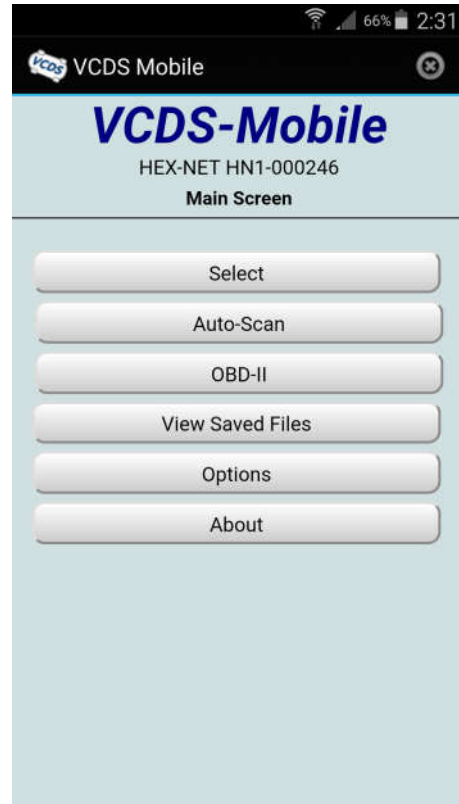 66% 2:31
VCDS VCDS Mobile
VCDS-Mobile
HEX-NET HN1-000246
Main Screen
Select
Auto-Scan
OBD-II
View Saved Files
Options
About